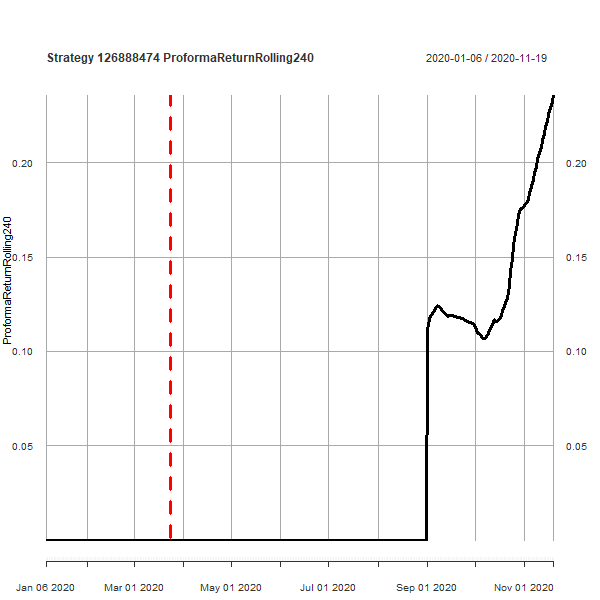 Strategy 126888474 ProformaReturnRolling240
2020-01-06 / 2020-11-19
ProformaReturnRolling240
0.20
0.15
0.10
0.05
0.20
0.15
0.10
0.05
Jan 06 2020
Mar 01 2020
May 01 2020
Jul 01 2020
Sep 01 2020
Nov 01 2020